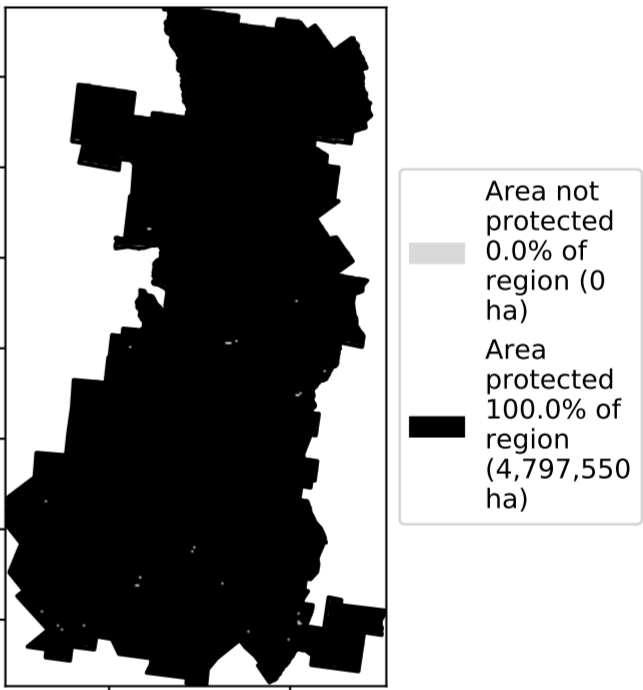 Area not
protected
0.0% of
region (0
ha)
Area
protected
100.0% of
region
(4,797,550
ha)